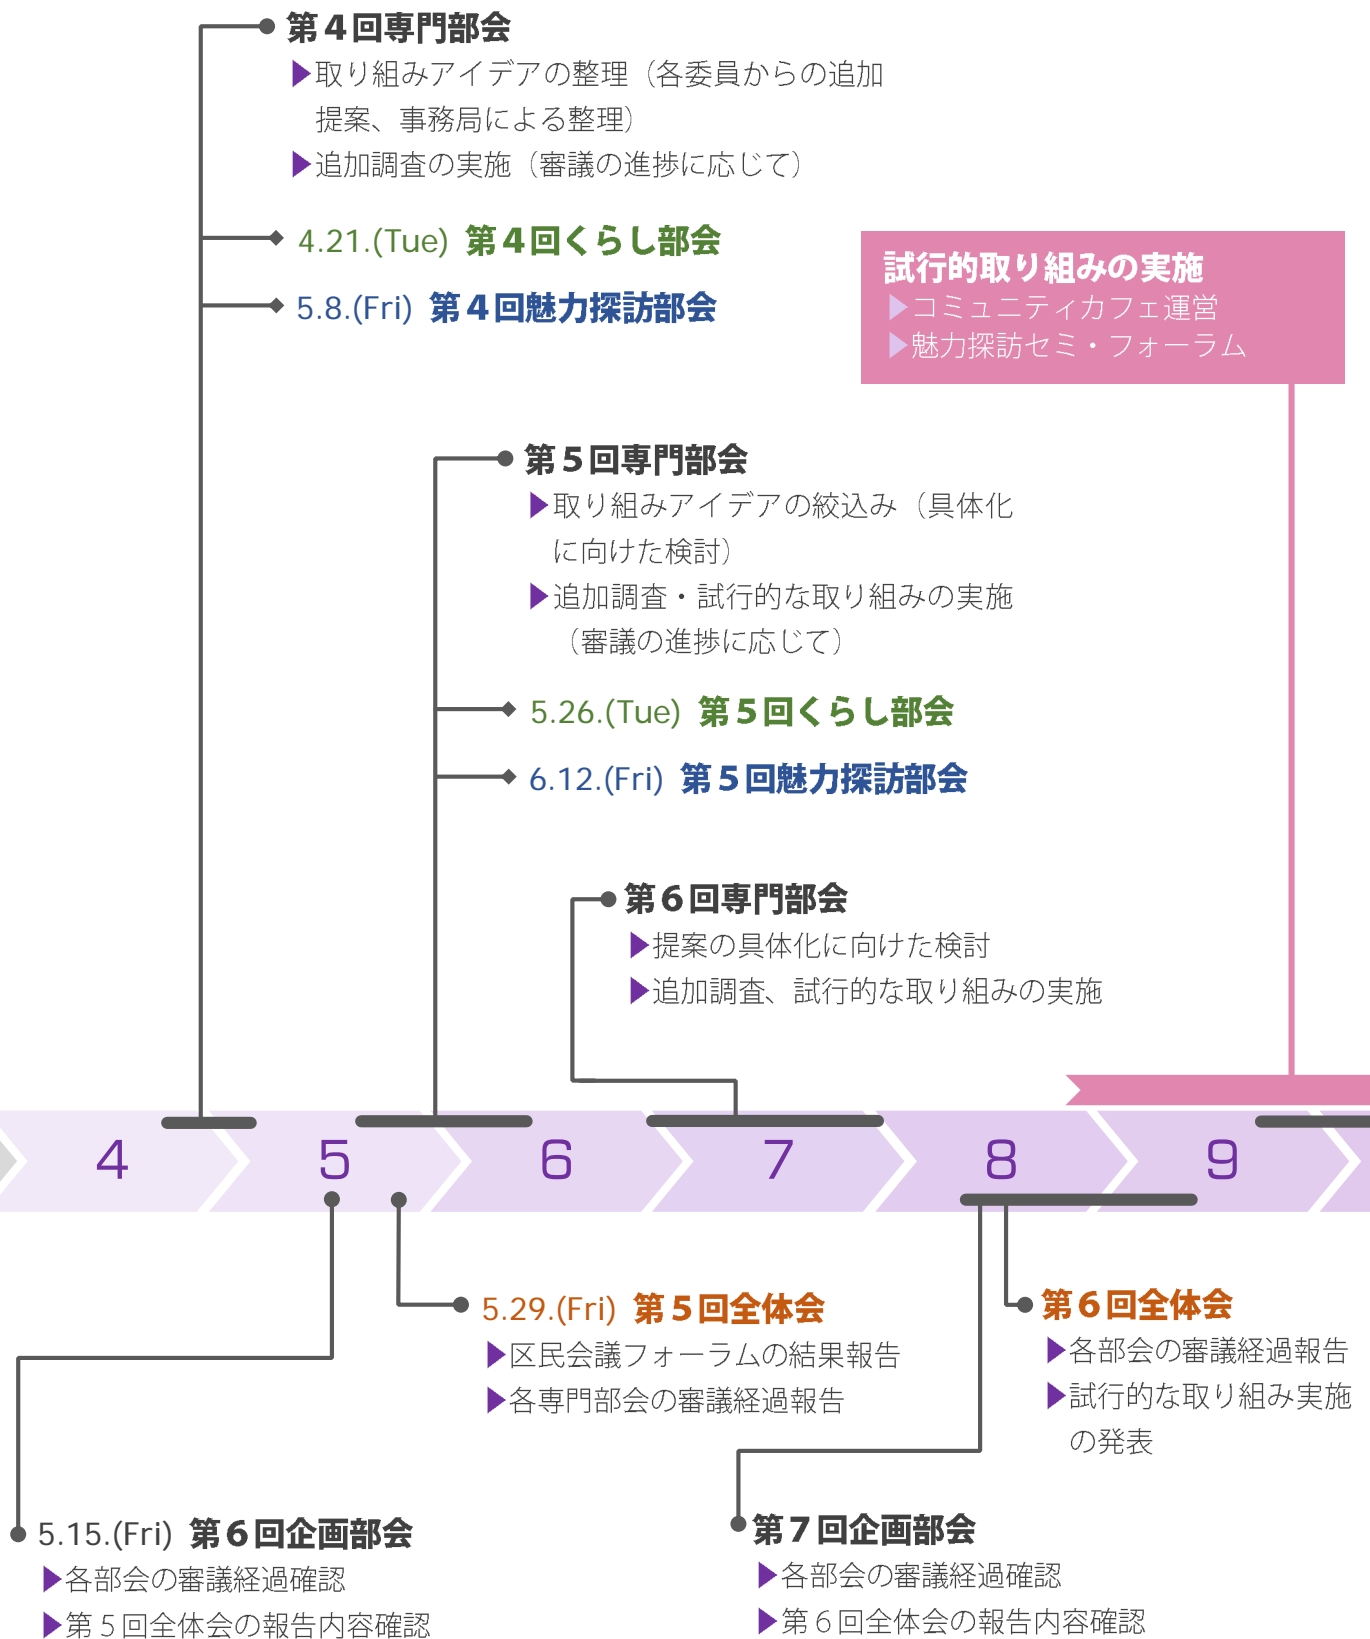 第4回専門部会
▶取り組みアイデアの整理（各委員からの追加
提案、事務局による整理）
▶追加調査の実施（審議の進捗に応じて）
4.21.(Tue) 第4回くらし部会
5.8.(Fri) 第4回魅力探訪部会
試行的取り組みの実施
▶コミュニティカフェ運営
▶魅力探訪セミ・フォーラム
第5回専門部会
▶取り組みアイデアの絞込み（具体化
に向けた検討）
▶追加調査・試行的な取り組みの実施
（審議の進捗に応じて）
5.26.(Tue) 第5回くらし部会
6.12.(Fri) 第5回魅力探訪部会
第6回専門部会
▶提案の具体化に向けた検討
▶追加調査、試行的な取り組みの実施
4 5 6 7 8 9
5.29.(Fri) 第5回全体会
▶区民会議フォーラムの結果報告
▶各専門部会の審議経過報告
第6回全体会
▶各部会の審議経過報告
▶試行的な取り組み実施
の発表
5.15.(Fri) 第6回企画部会
▶各部会の審議経過確認
▶第5回全体会の報告内容確認
第7回企画部会
▶各部会の審議経過確認
▶第6回全体会の報告内容確認